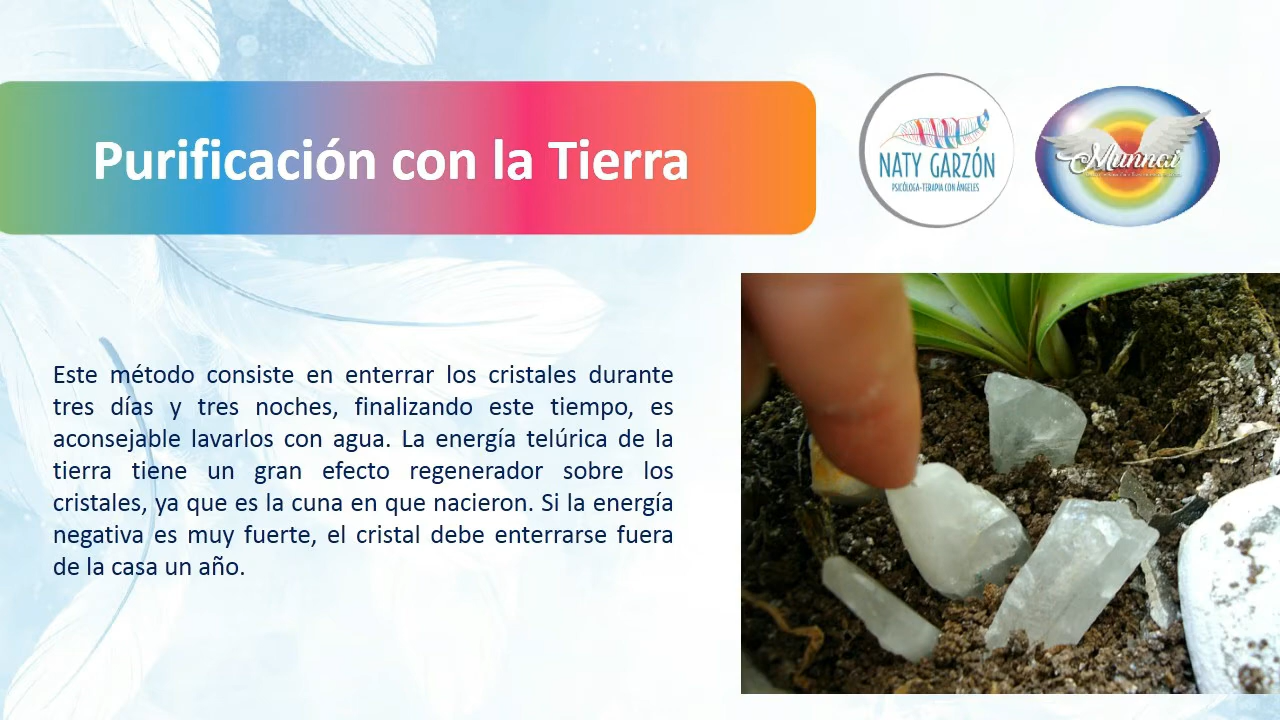 Purificación con la Tierra
NATY GARZÓN
PSICÓLOGA-TERAPIA CON ÁNGELES
Munnai
Este método consiste en enterrar los cristales durante
tres días y tres noches, finalizando este tiempo, es
aconsejable lavarlos con agua. La energía telúrica de la
tierra tiene un gran efecto regenerador sobre los
cristales, ya que es la cuna en que nacieron. Si la energía
negativa es muy fuerte, el cristal debe enterrarse fuera
de la casa un año.